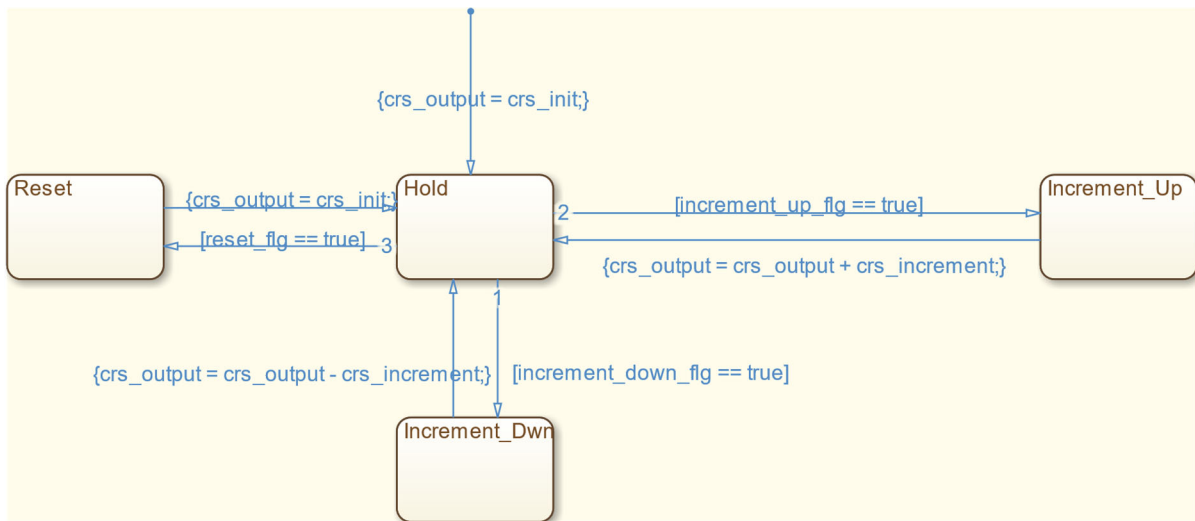 {crs_output = crs_init;}
Reset
{crs_output = crs_init;}
Hold
2
[increment_up_flg == true]
Increment_Up
[reset_flg == true]
3
{crs_output = crs_output + crs_increment;}
1
{crs_output = crs_output - crs_increment;}
[increment_down_flg == true]
Increment_Dwn